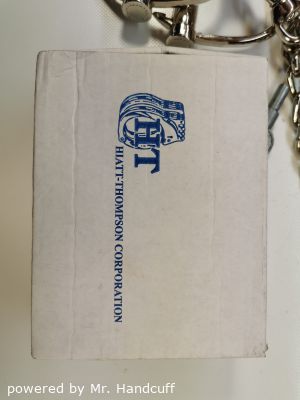 HT
HIATT-THOMPSON CORPORATION
powered by Mr. Handcuff